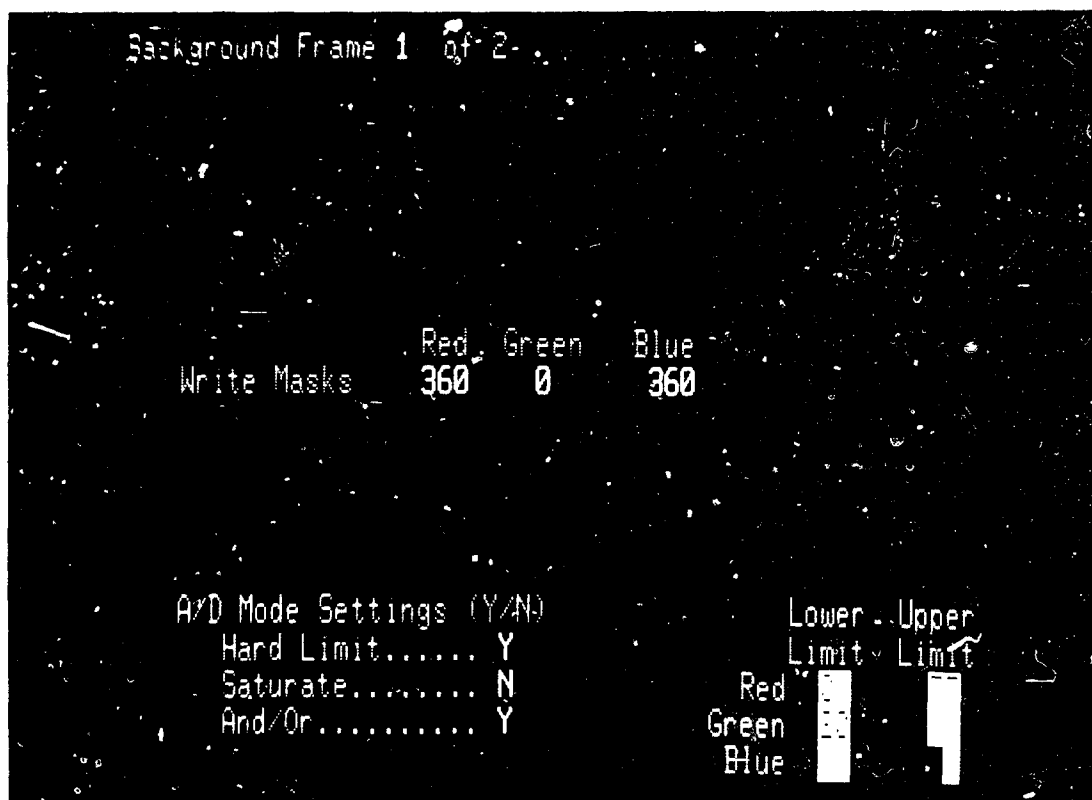 Background Frame 1 of 2
Red Green Blue
Write Masks 360 0 360
A/D Mode Settings (Y/N)
Hard Limit...... Y
Saturate........ N
And/Or.......... Y
Lower Upper
Limit Limit
Red
Green
Blue